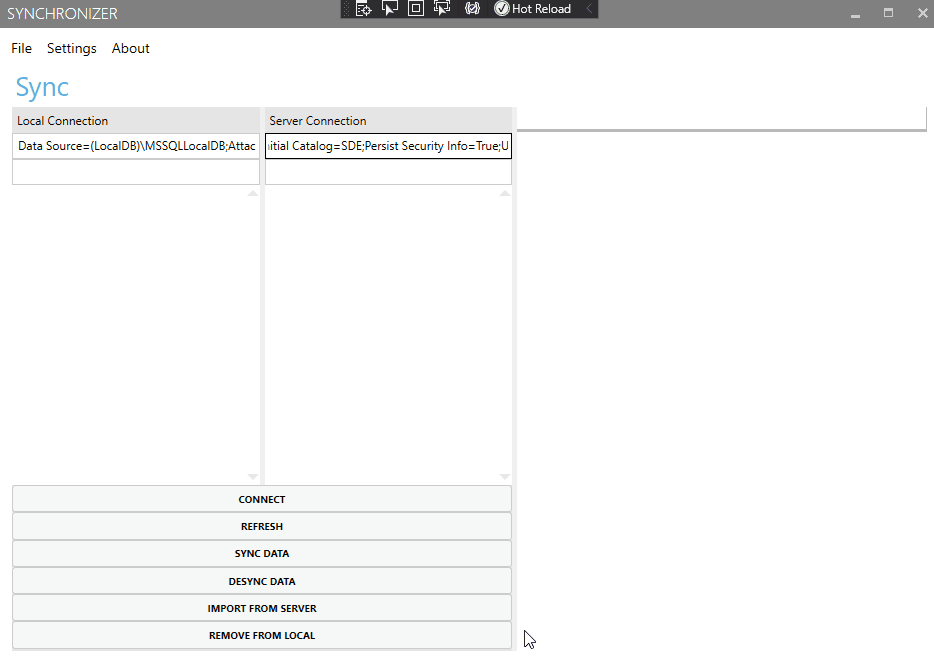 SYNCHRONIZER
Hot Reload
File Settings About
Sync
Local Connection Server Connection
Data Source=(LocalDB)\MSSQLLocalDB;Attac nitial Catalog=SDE;Persist Security Info=True;U
CONNECT
REFRESH
SYNC DATA
DESYNC DATA
IMPORT FROM SERVER
REMOVE FROM LOCAL